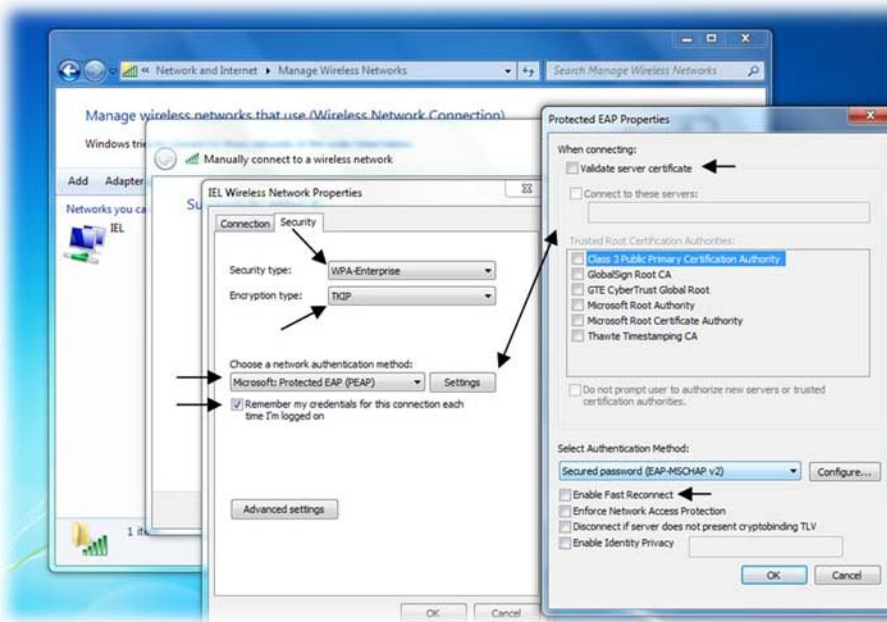 « Network and Internet ▸ Manage Wireless Networks
Search Manage Wireless Networks
Manage wireless networks that use (Wireless Network Connection)
Windows trie
Add Adapter
Networks you ca
IEL
1 ite
Manually connect to a wireless network
Su
IEL Wireless Network Properties
Connection Security
Security type: WPA-Enterprise
Encryption type: TKIP
Choose a network authentication method:
Microsoft: Protected EAP (PEAP) Settings
Remember my credentials for this connection each
time I'm logged on
Advanced settings
OK Cancel
Protected EAP Properties
When connecting:
Validate server certificate
Connect to these servers:
Trusted Root Certification Authorities:
Class 3 Public Primary Certification Authority
GlobalSign Root CA
GTE CyberTrust Global Root
Microsoft Root Authority
Microsoft Root Certificate Authority
Thawte Timestamping CA
Do not prompt user to authorize new servers or trusted
certification authorities.
Select Authentication Method:
Secured password (EAP-MSCHAP v2) Configure...
Enable Fast Reconnect
Enforce Network Access Protection
Disconnect if server does not present cryptobinding TLV
Enable Identity Privacy
OK Cancel